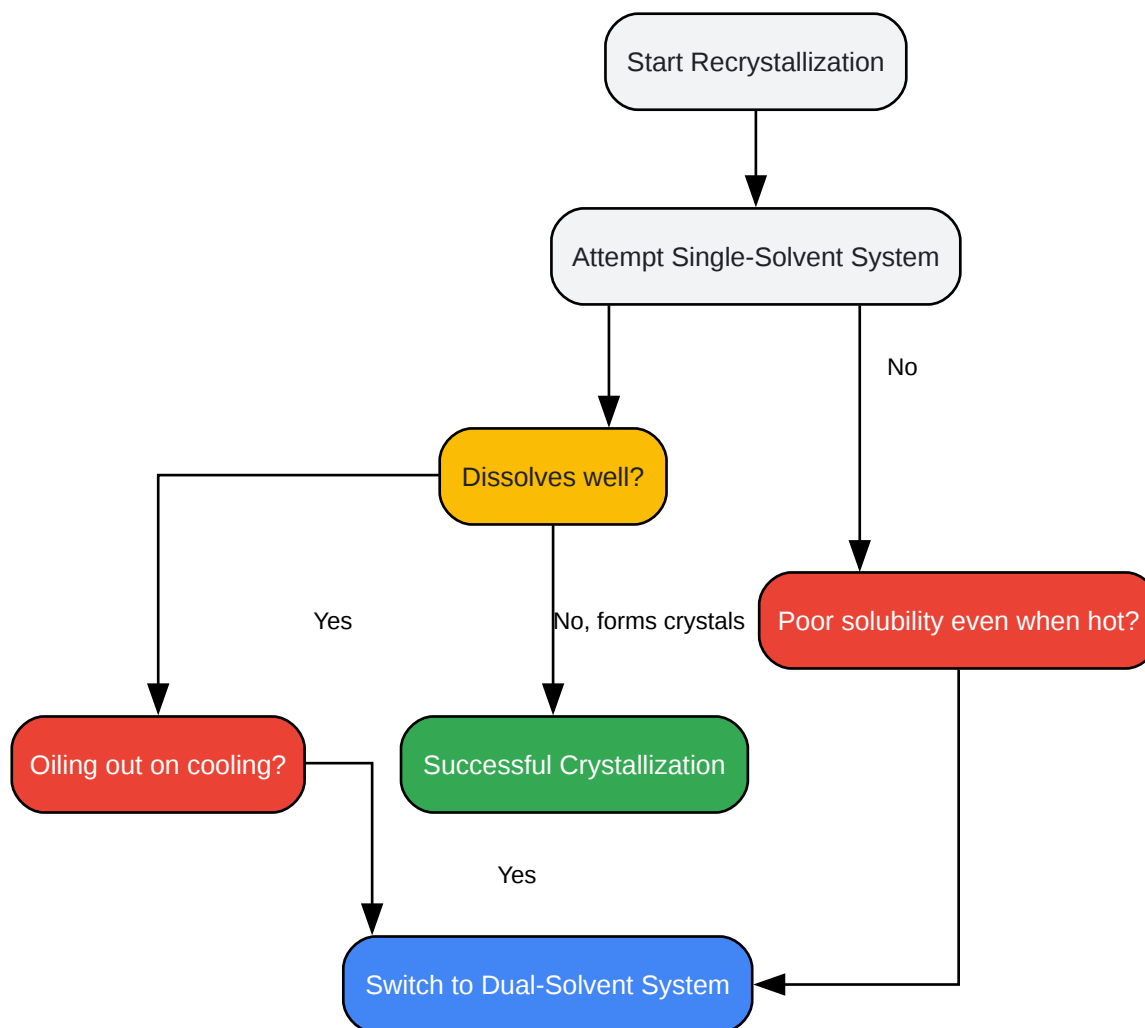 Start Recrystallization
Attempt Single-Solvent System
No
Dissolves well?
Yes
No, forms crystals
Poor solubility even when hot?
Oiling out on cooling?
Successful Crystallization
Yes
Switch to Dual-Solvent System